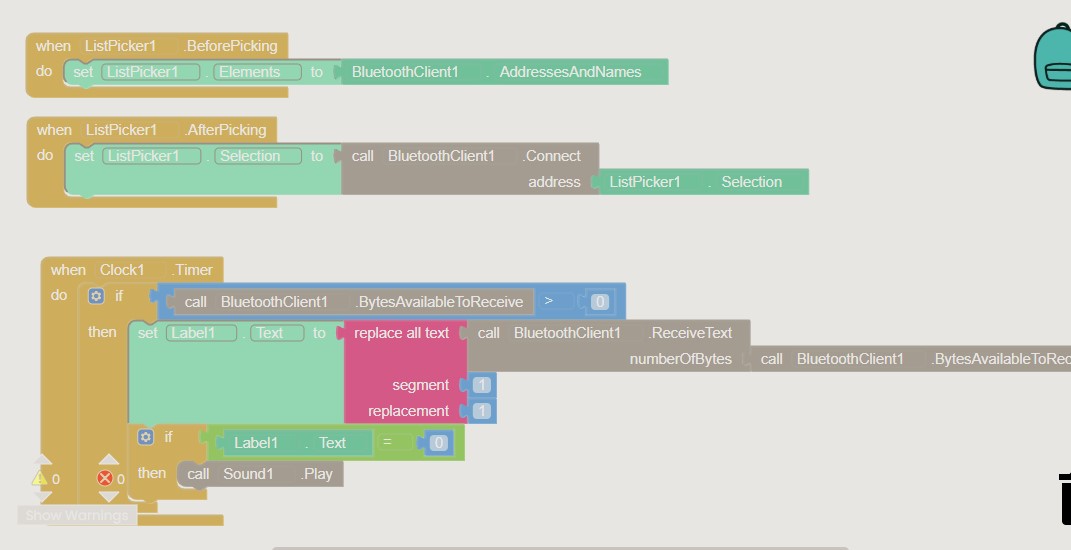 when ListPicker1 .BeforePicking
do set ListPicker1 . Elements to BluetoothClient1 . AddressesAndNames
when ListPicker1 .AfterPicking
do set ListPicker1 . Selection to call BluetoothClient1 .Connect
address ListPicker1 . Selection
when Clock1 .Timer
do if call BluetoothClient1 .BytesAvailableToReceive > 0
then set Label1 . Text to replace all text call BluetoothClient1 .ReceiveText
numberOfBytes call BluetoothClient1 .BytesAvailableToRec
segment 1
replacement 1
if Label1 . Text = 0
then call Sound1 .Play
0 0
Show Warnings